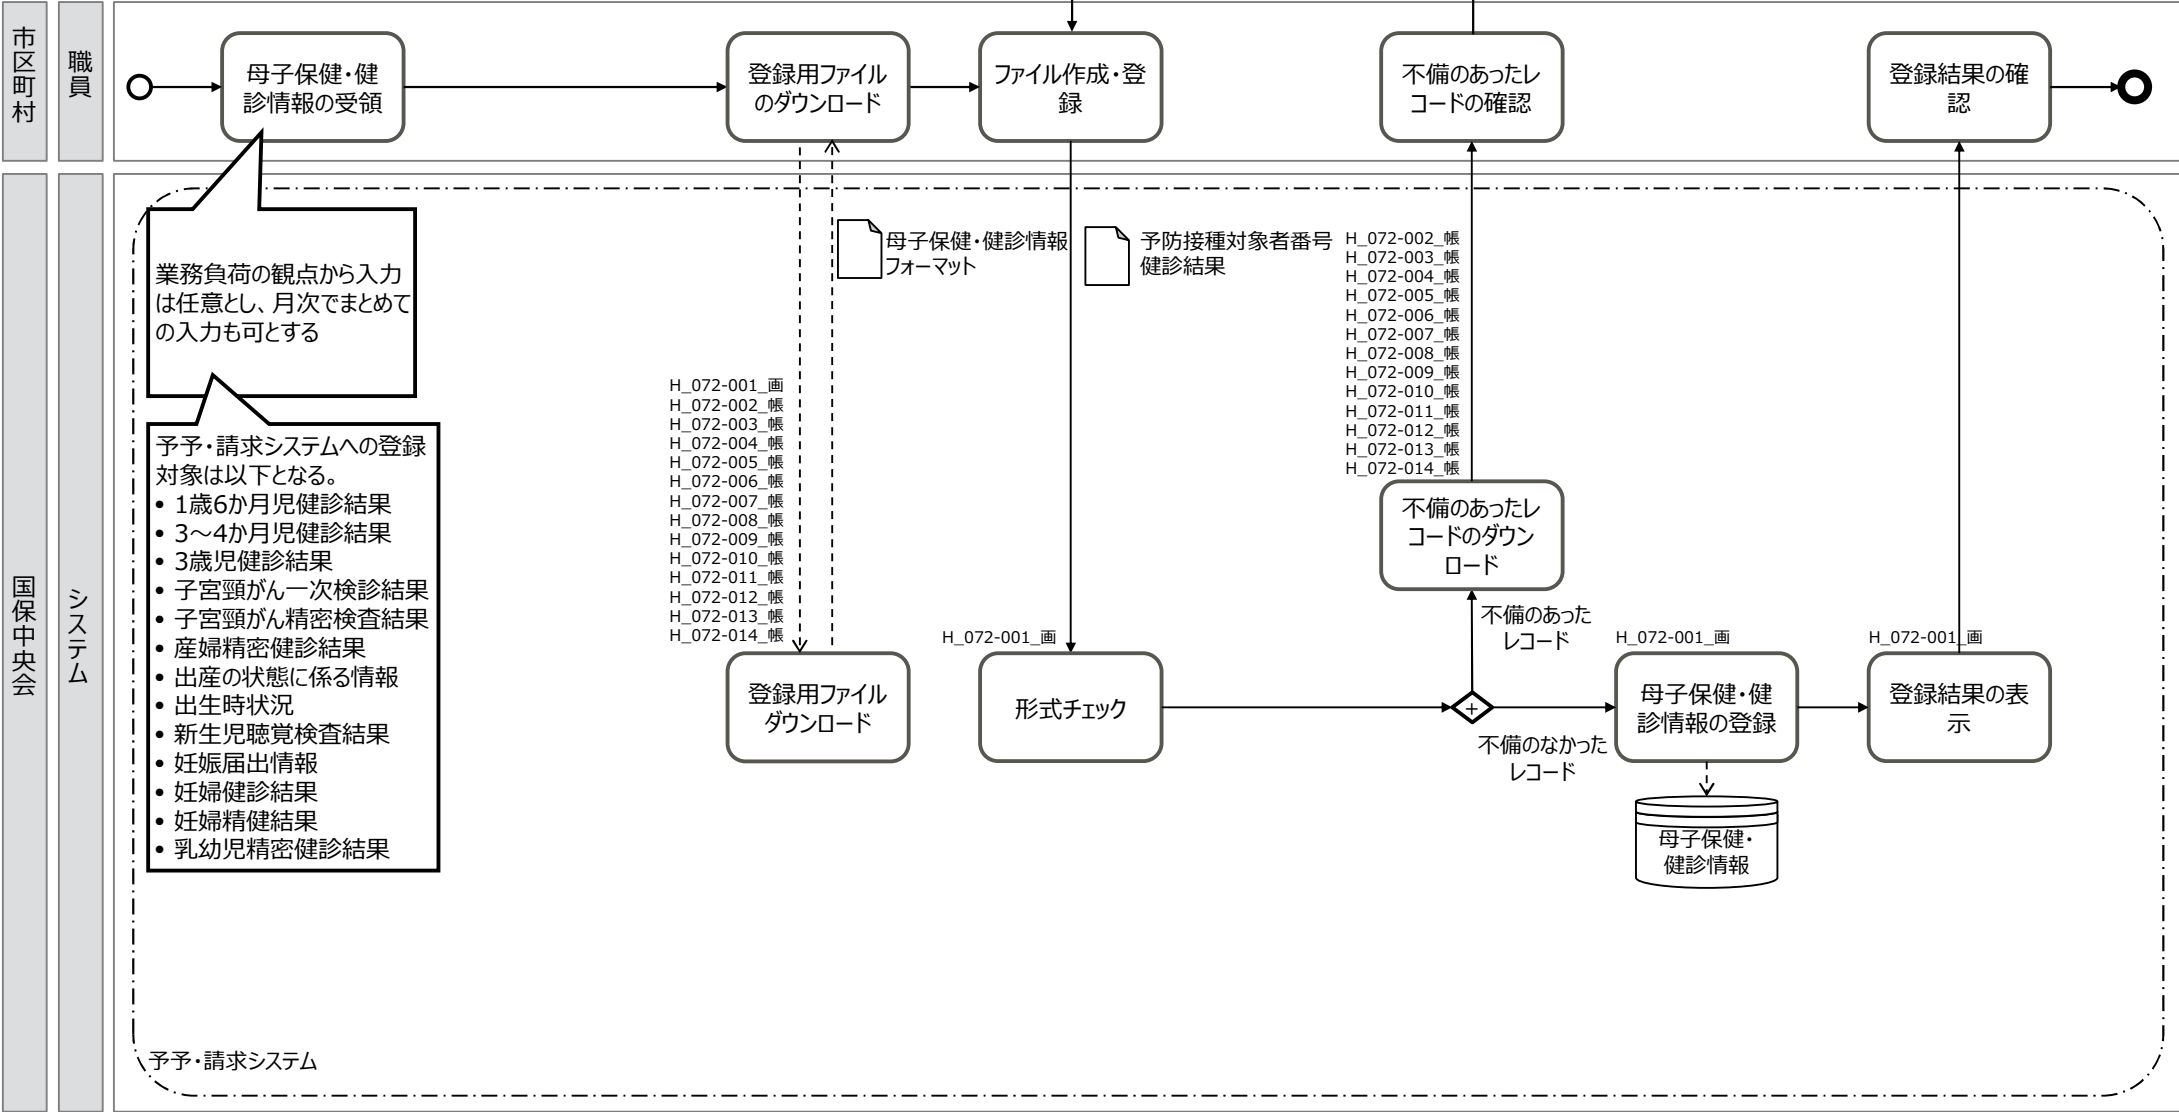 市区町村
職員
母子保健・健
診情報の受領
登録用ファイル
のダウンロード
ファイル作成・登
録
不備のあったレ
コードの確認
登録結果の確
認
国保中央会
システム
業務負荷の観点から入力
は任意とし、月次でまとめて
の入力も可とする
予予・請求システムへの登録
対象は以下となる。
• 1歳6か月児健診結果
• 3～4か月児健診結果
• 3歳児健診結果
• 子宮頸がん一次検診結果
• 子宮頸がん精密検査結果
• 産婦精密健診結果
• 出産の状態に係る情報
• 出生時状況
• 新生児聴覚検査結果
• 妊娠届出情報
• 妊婦健診結果
• 妊婦精健結果
• 乳幼児精密健診結果
H_072-001_画
H_072-002_帳
H_072-003_帳
H_072-004_帳
H_072-005_帳
H_072-006_帳
H_072-007_帳
H_072-008_帳
H_072-009_帳
H_072-010_帳
H_072-011_帳
H_072-012_帳
H_072-013_帳
H_072-014_帳
母子保健・健診情報
フォーマット
登録用ファイル
ダウンロード
予防接種対象者番号
健診結果
H_072-001_画
形式チェック
H_072-002_帳
H_072-003_帳
H_072-004_帳
H_072-005_帳
H_072-006_帳
H_072-007_帳
H_072-008_帳
H_072-009_帳
H_072-010_帳
H_072-011_帳
H_072-012_帳
H_072-013_帳
H_072-014_帳
不備のあったレ
コードのダウン
ロード
不備のあった
レコード
+
不備のなかった
レコード
H_072-001_画
母子保健・健
診情報の登録
母子保健・
健診情報
H_072-001_画
登録結果の表
示
予予・請求システム